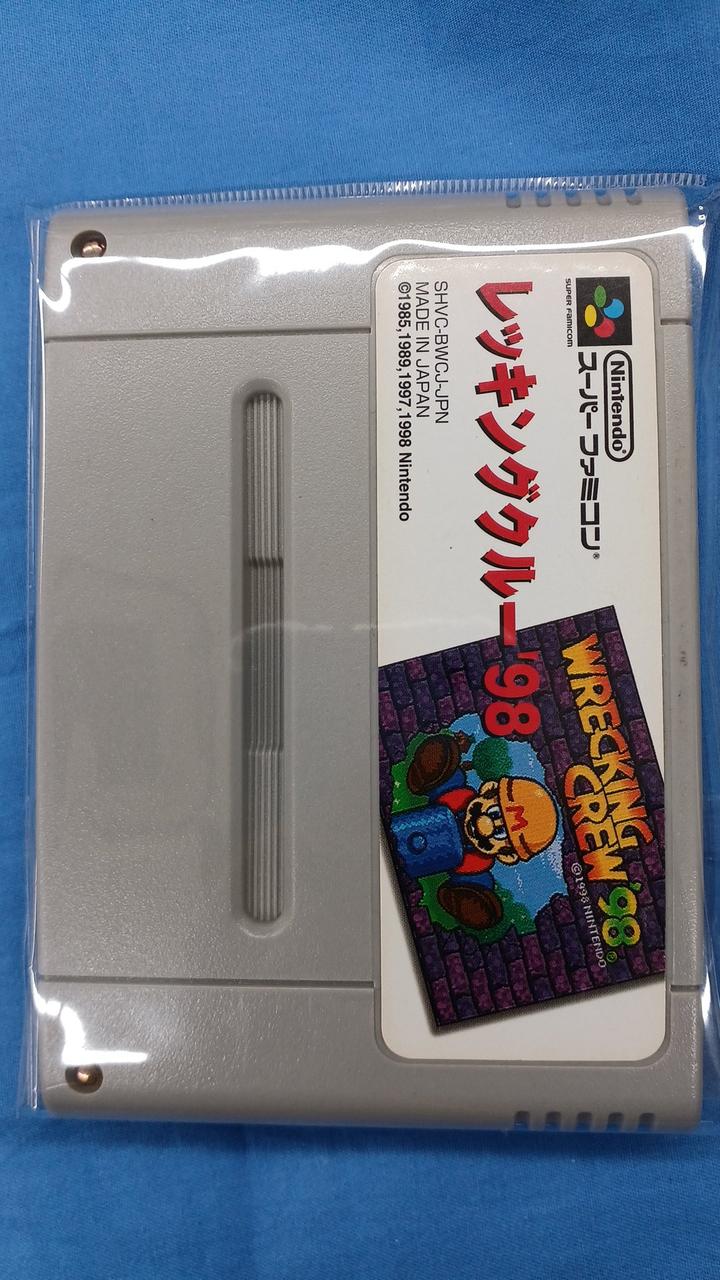 SUPER FAMICOM
Nintendo®
スーパーファミコン®
レッキングクルー'98
SHVC-BWCJ-JPN
MADE IN JAPAN
©1985,1989,1997,1998 Nintendo
WRECKING
CREW '98®
©1998 NINTENDO
M